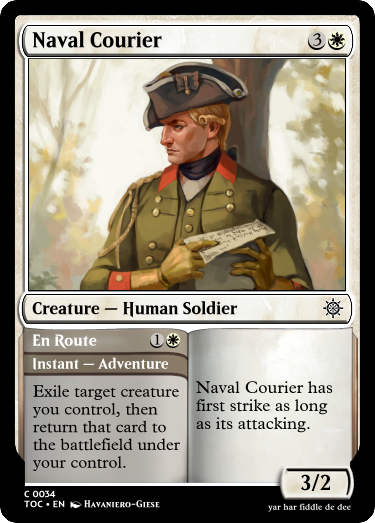 Naval Courier 3
Creature — Human Soldier
En Route 1
Instant — Adventure
Exile target creature
you control, then
return that card to
the battlefield under
your control.
Naval Courier has
first strike as long
as its attacking.
3/2
C 0034
TOC • EN Havaniero-Giese
yar har fiddle de dee